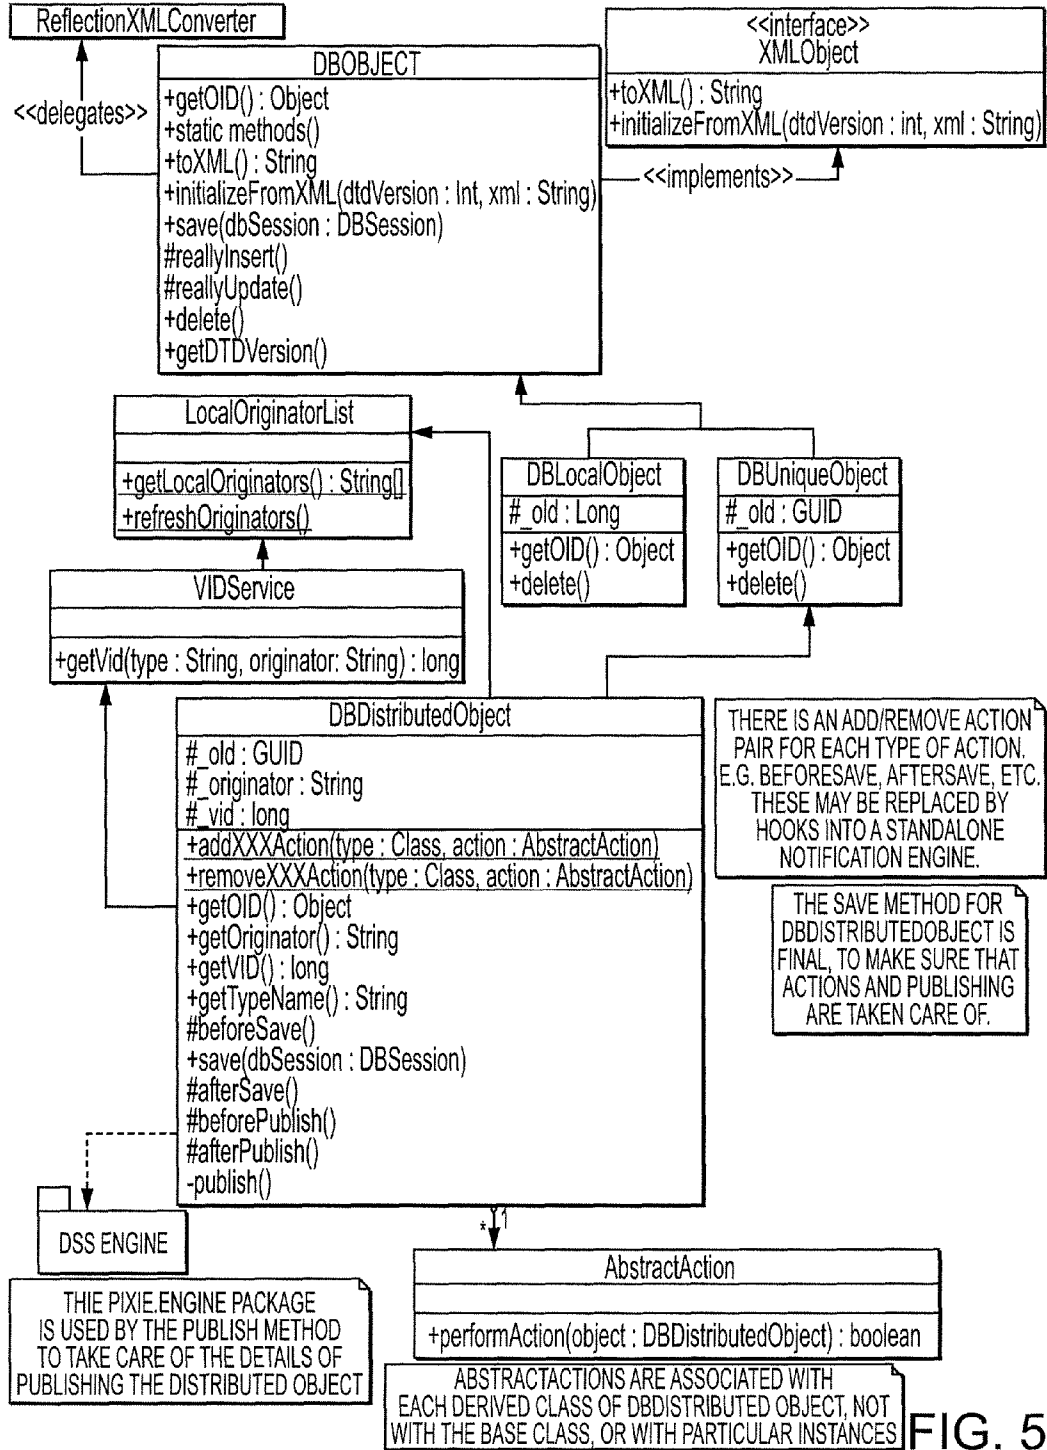 ReflectionXMLConverter
<<delegates>>
DBOBJECT
+getOID() : Object
+static methods()
+toXML() : String
+initializeFromXML(dtdVersion : Int, xml : String)
+save(dbSession : DBSession)
#reallyInsert()
#reallyUpdate()
+delete()
+getDTDVersion()
<<interface>>
XMLObject
+toXML() : String
+initializeFromXML(dtdVersion : int, xml : String)
<<implements>>
LocalOriginatorList
+getLocalOriginators() : String[]
+refreshOriginators()
DBLocalObject
#_old : Long
+getOID() : Object
+delete()
DBUniqueObject
#_old : GUID
+getOID() : Object
+delete()
VIDService
+getVid(type : String, originator: String) : long
DBDistributedObject
#_old : GUID
#_originator : String
#_vid : long
+addXXXAction(type : Class, action : AbstractAction)
+removeXXXAction(type : Class, action : AbstractAction)
+getOID() : Object
+getOriginator() : String
+getVID() : long
+getTypeName() : String
#beforeSave()
+save(dbSession : DBSession)
#afterSave()
#beforePublish()
#afterPublish()
-publish()
THERE IS AN ADD/REMOVE ACTION
PAIR FOR EACH TYPE OF ACTION.
E.G. BEFORESAVE, AFTERSAVE, ETC.
THESE MAY BE REPLACED BY
HOOKS INTO A STANDALONE
NOTIFICATION ENGINE.
THE SAVE METHOD FOR
DBDISTRIBUTEDOBJECT IS
FINAL, TO MAKE SURE THAT
ACTIONS AND PUBLISHING
ARE TAKEN CARE OF.
DSS ENGINE
* 1
THIE PIXIE.ENGINE PACKAGE
IS USED BY THE PUBLISH METHOD
TO TAKE CARE OF THE DETAILS OF
PUBLISHING THE DISTRIBUTED OBJECT
AbstractAction
+performAction(object : DBDistributedObject) : boolean
ABSTRACTACTIONS ARE ASSOCIATED WITH
EACH DERIVED CLASS OF DBDISTRIBUTED OBJECT, NOT
WITH THE BASE CLASS, OR WITH PARTICULAR INSTANCES
FIG. 5